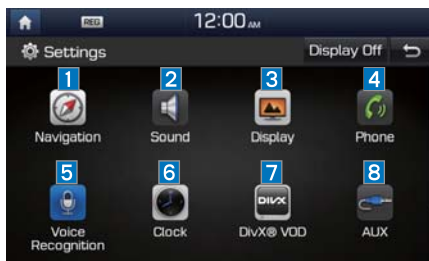 REG
12:00 AM
Settings
Display Off
1
2
3
4
Navigation
Sound
Display
Phone
5
6
7
8
DIVX
Voice
Recognition
Clock
DivX® VOD
AUX